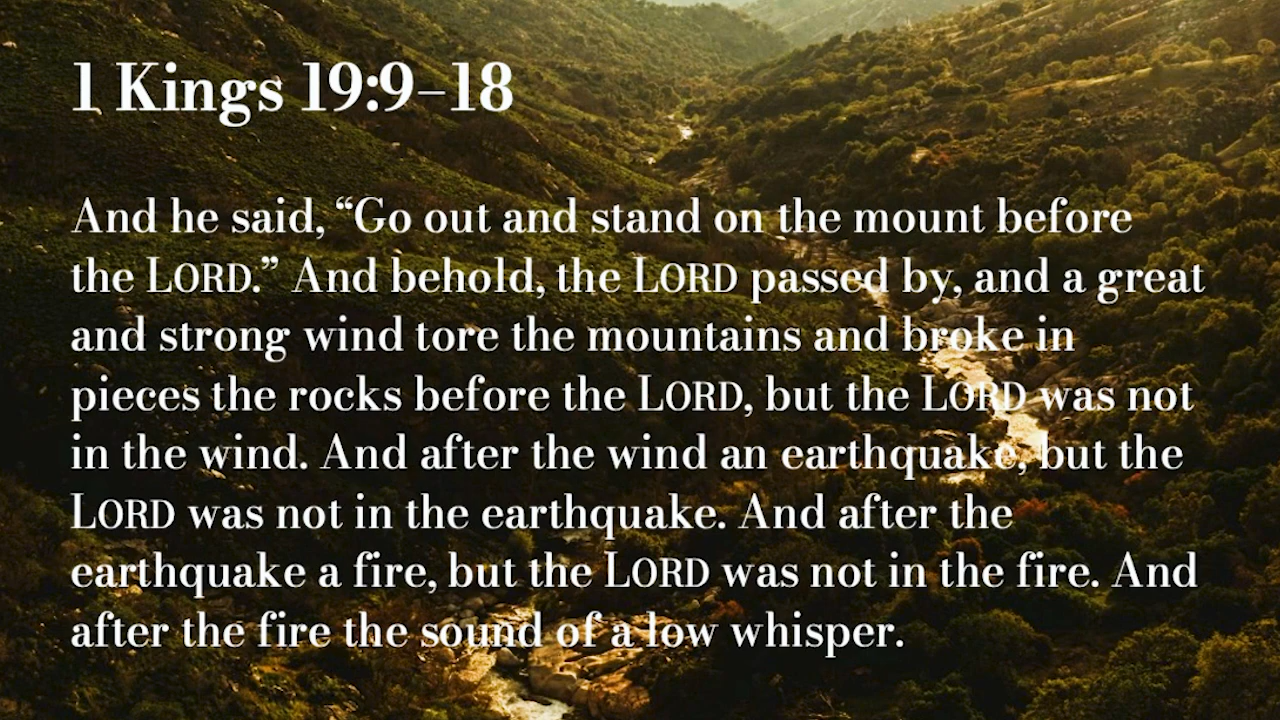 1 Kings 19:9–18
And he said, “Go out and stand on the mount before
the LORD.” And behold, the LORD passed by, and a great
and strong wind tore the mountains and broke in
pieces the rocks before the LORD, but the LORD was not
in the wind. And after the wind an earthquake, but the
LORD was not in the earthquake. And after the
earthquake a fire, but the LORD was not in the fire. And
after the fire the sound of a low whisper.